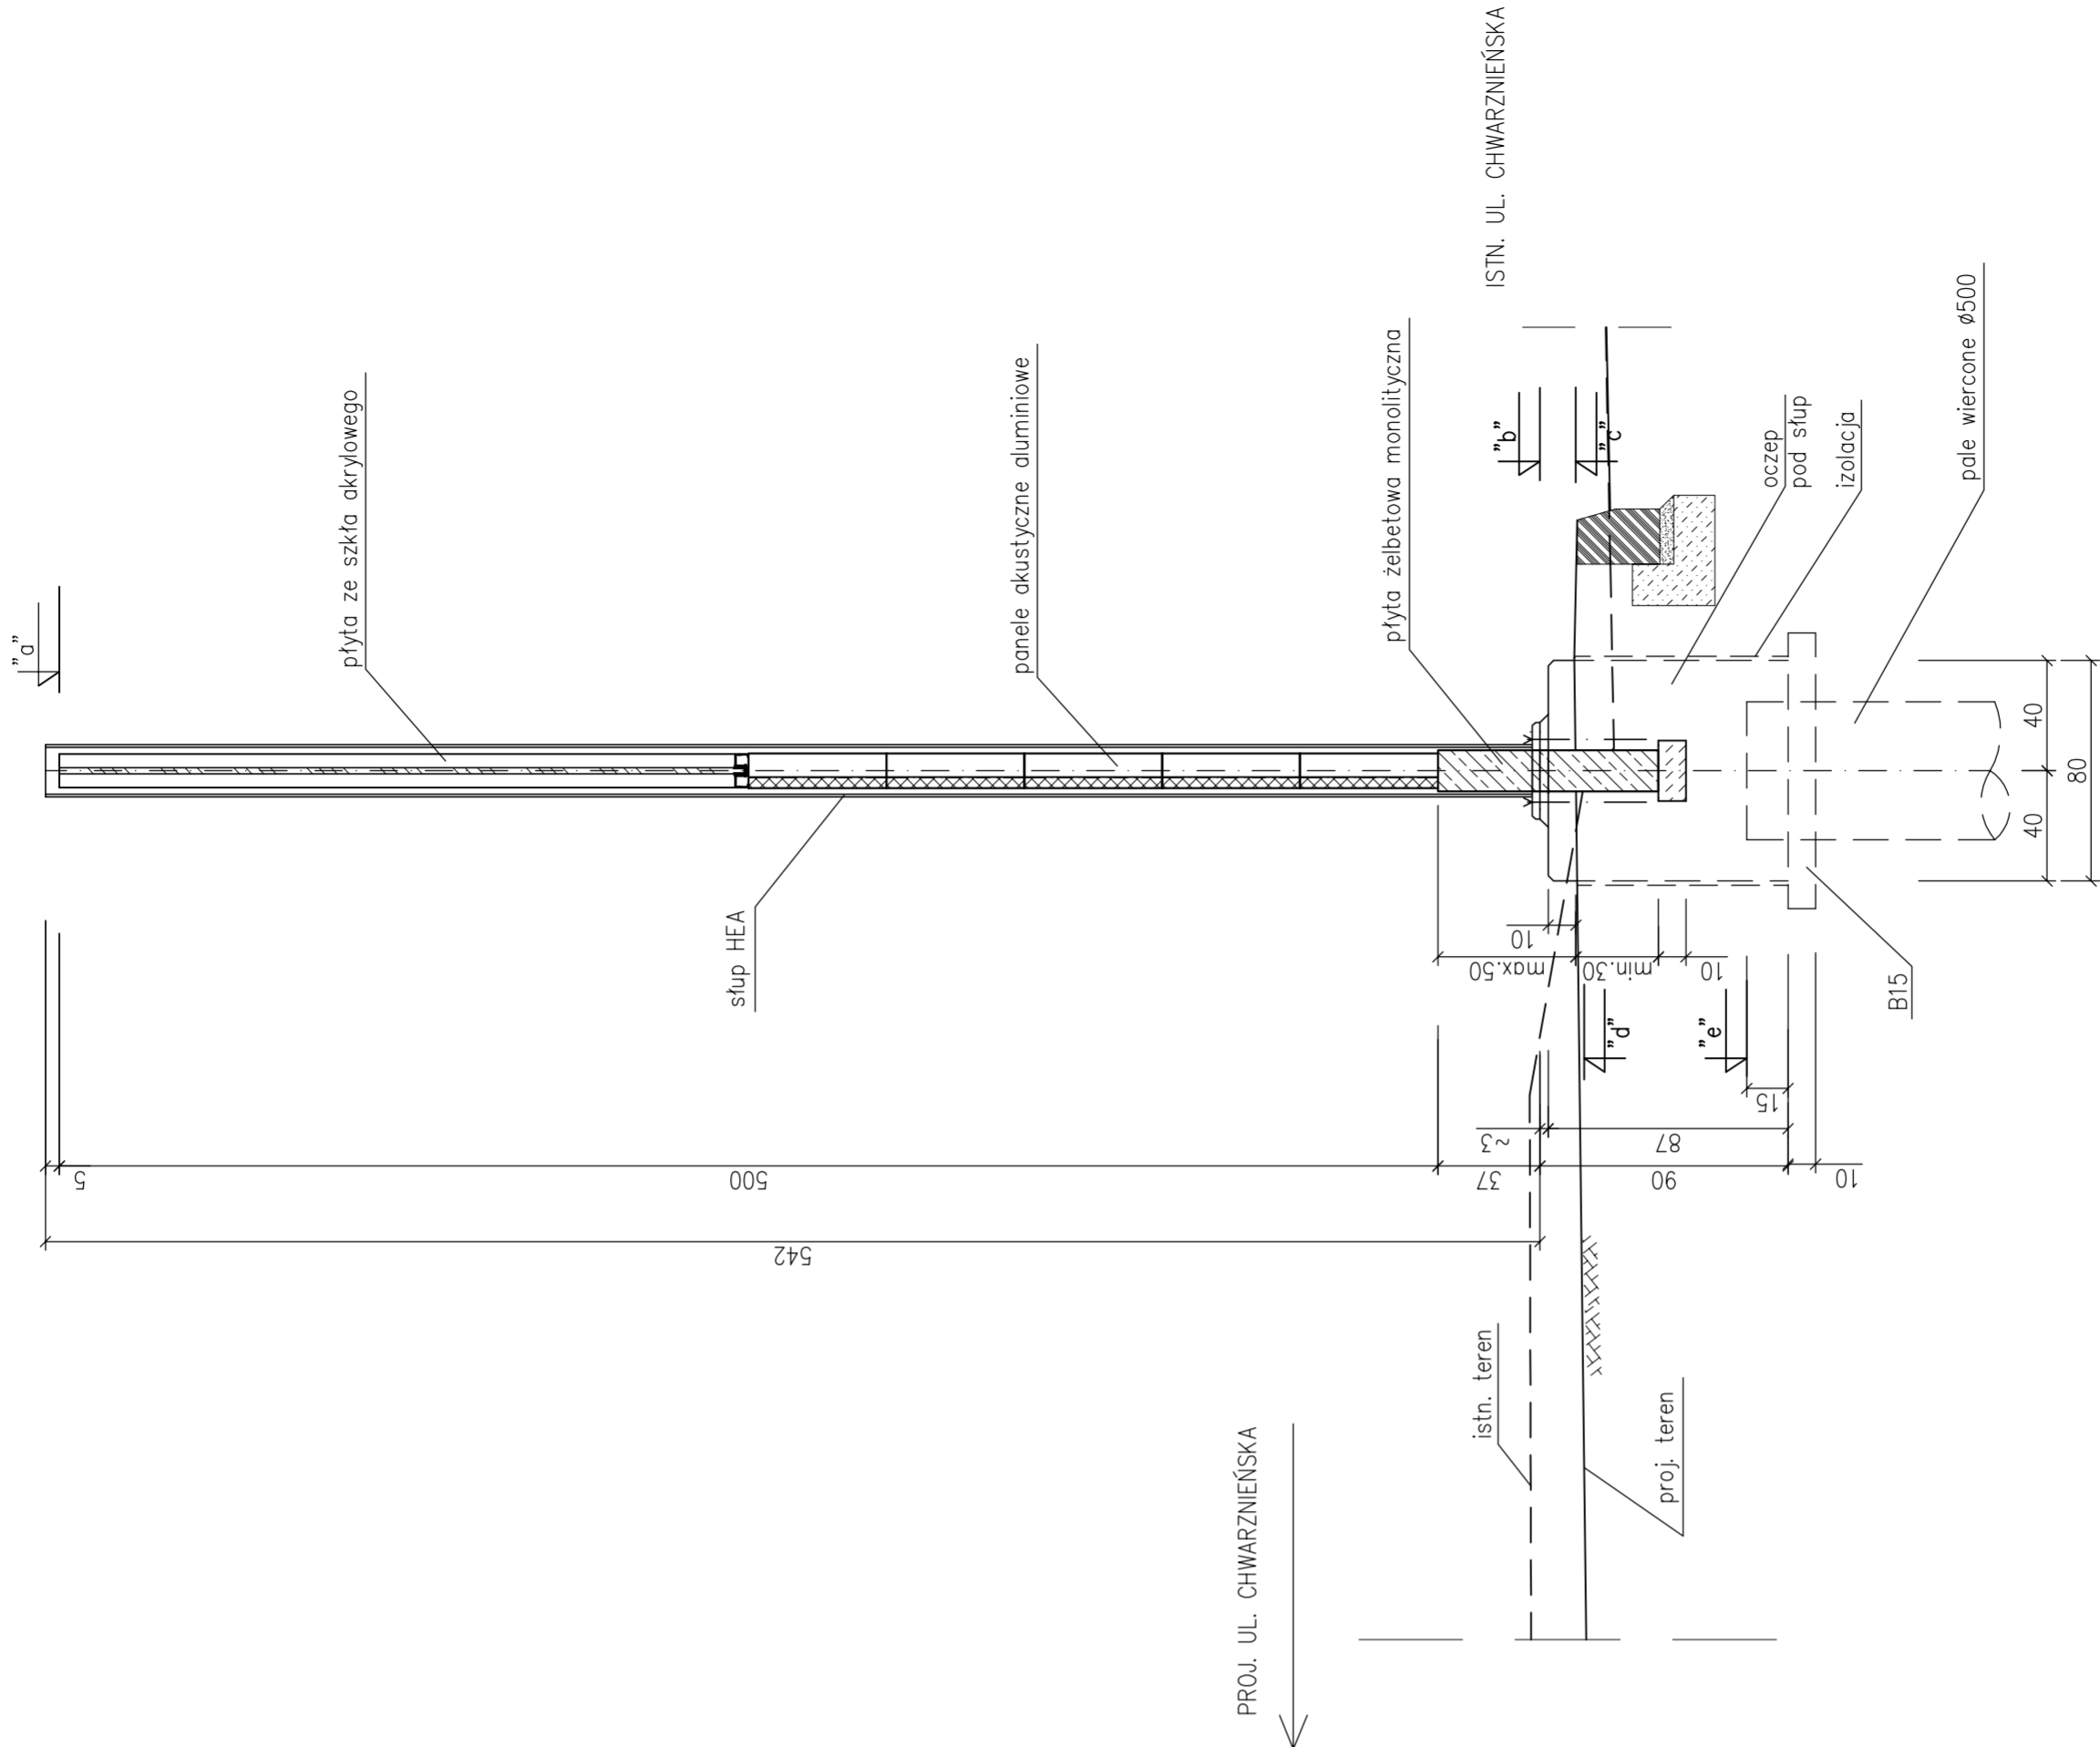 "a"
płyta ze szkła akrylowego
panele akustyczne aluminiowe
płyta żelbetowa monolityczna
ISTN. UL. CHWARZNIEŃSKA
"b"
"c"
oczep
pod słup
izolacja
pale wiercone ø500
słup HEA
10
max.50
min.30
10
"d"
"e"
B15
40
40
80
15
~3
87
5
500
37
90
10
542
istn. teren
proj. teren
PROJ. UL. CHWARZNIEŃSKA